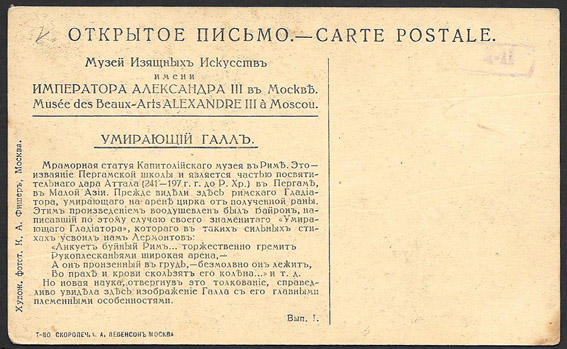 ОТКРЫТОЕ ПИСЬМО.—CARTE POSTALE.
Музей Изящныхъ Искусствъ
имени
ИМПЕРАТОРА АЛЕКСАНДРА III въ Москвѣ.
Musée des Beaux-Arts ALEXANDRE III à Moscou.
УМИРАЮЩІЙ ГАЛЛЪ.
Мраморная статуя Капитолійскаго музея въ Римѣ. Это-
изваяніе Пергамской школы и является частью посвя-
тительнаго дара Аттала (241-197 г. г. до Р. Хр.) въ Пергамѣ,
въ Малой Азіи. Прежде видѣли здѣсь римскаго Гладіа-
тора, умирающаго на аренѣ цирка отъ полученной раны.
Этимъ произведеніемъ воодушевленъ былъ Байронъ, на-
писавшій по этому случаю своего знаменитаго «Умира-
ющаго Гладіатора», котораго въ такихъ сильныхъ сти-
хахъ усвоилъ намъ Лермонтовъ:
«Ликуетъ буйный Римъ... торжественно гремитъ
Рукоплесканьями широкая арена,—
А онъ пронзенный въ грудь,—безмолвно онъ лежитъ,
Во прахѣ и крови скользятъ его колѣна...» и т. д.
Но новая наука, отвергнувъ это толкованіе, справед-
ливо увидѣла здѣсь изображеніе Галла съ его главными
племенными особенностями.
Вып. I.
Худож. фотот. К. А. Фишеръ, Москва.
Т-во СКОРОПЕЧ. А. А. ЛЕВЕНСОНЪ МОСКВА